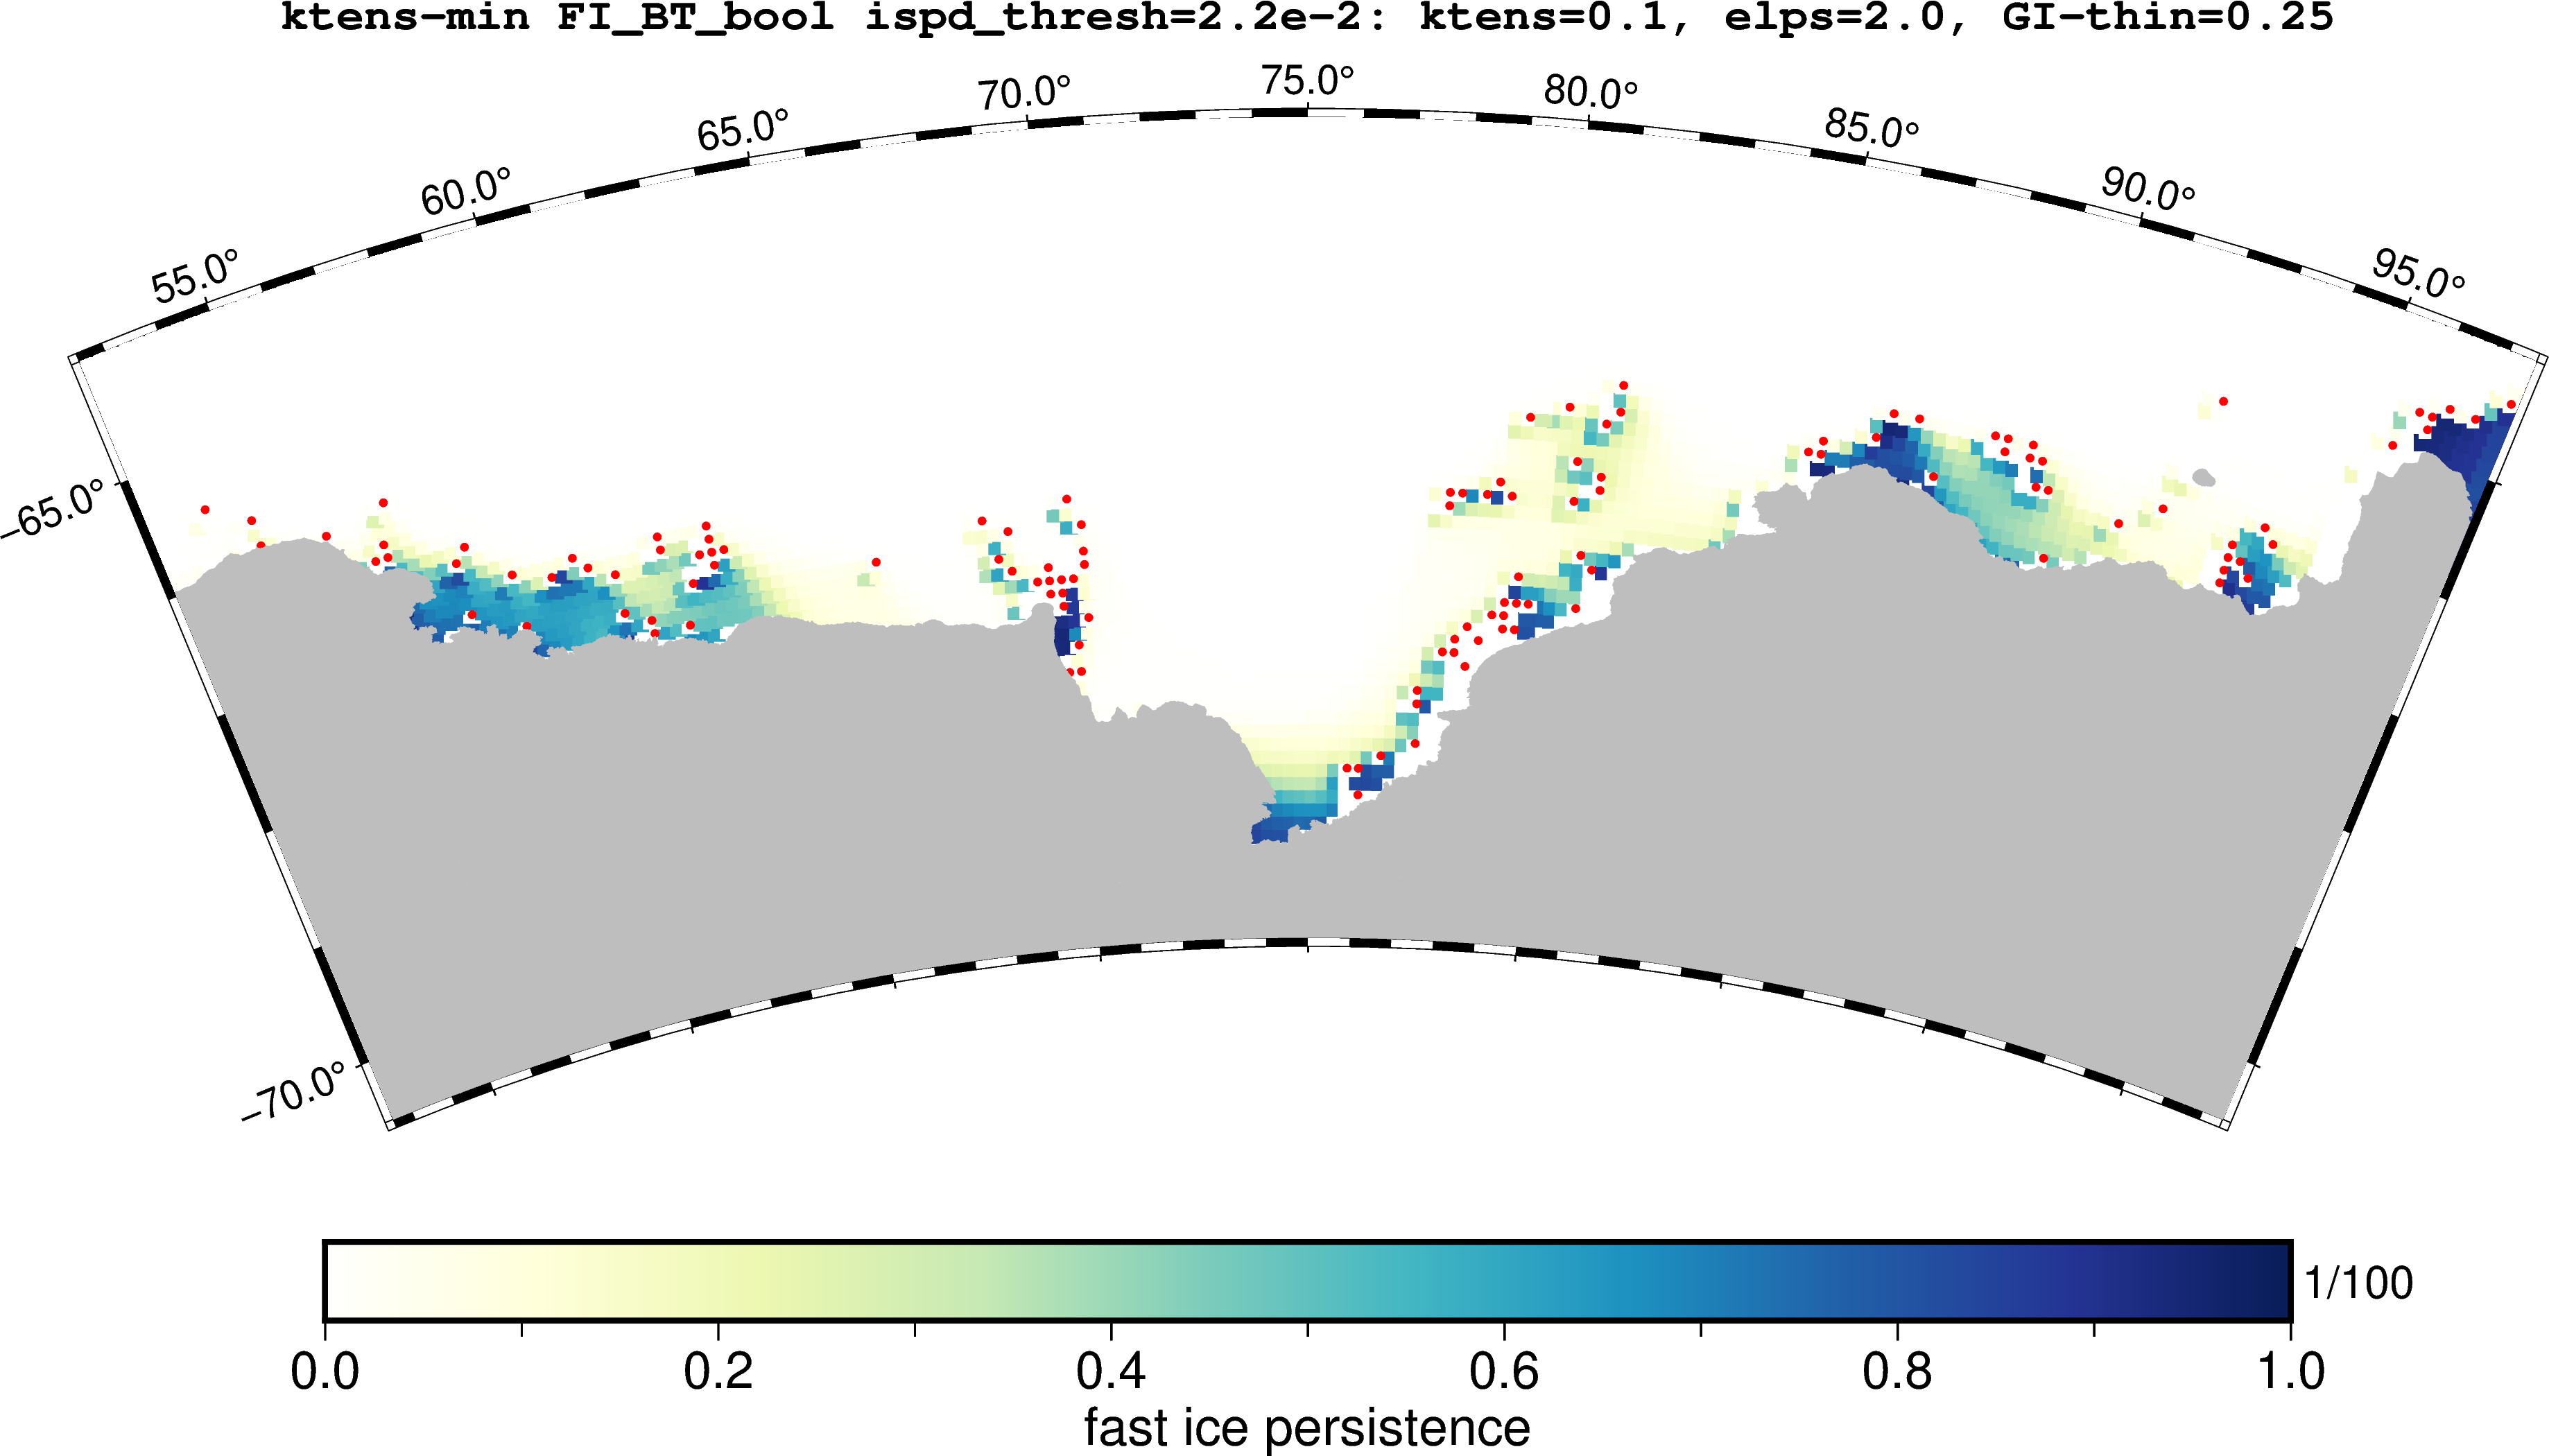 ktens-min FI_BT_bool ispd_thresh=2.2e-2: ktens=0.1, elps=2.0, GI-thin=0.25
55.0° 60.0° 65.0° 70.0° 75.0° 80.0° 85.0° 90.0° 95.0°
−65.0°
−70.0°
1/100
0.0 0.2 0.4 0.6 0.8 1.0
fast ice persistence